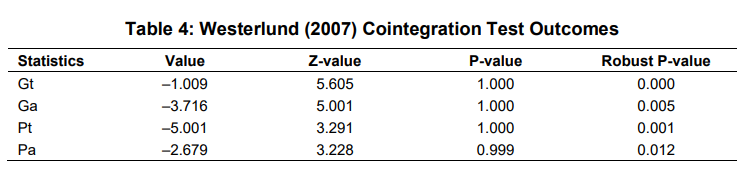 Table 4: Westerlund (2007) Cointegration Test Outcomes
Statistics Value Z-value P-value Robust P-value
Gt –1.009 5.605 1.000 0.000
Ga –3.716 5.001 1.000 0.005
Pt –5.001 3.291 1.000 0.001
Pa –2.679 3.228 0.999 0.012